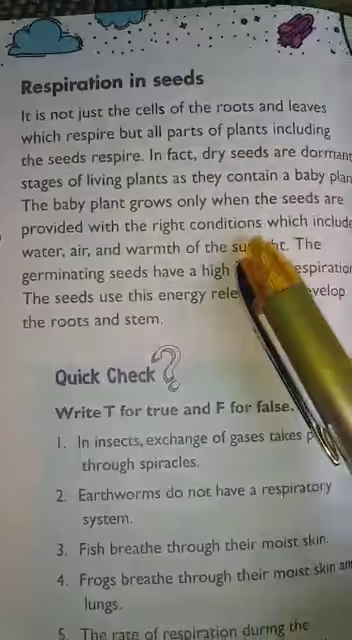 Respiration in seeds
It is not just the cells of the roots and leaves
which respire but all parts of plants including
the seeds respire. In fact, dry seeds are dormant
stages of living plants as they contain a baby plan
The baby plant grows only when the seeds are
provided with the right conditions which include
water, air, and warmth of the su ht. The
germinating seeds have a high espiration
The seeds use this energy rele velop
the roots and stem.
Quick Check ?
Write T for true and F for false.
1. In insects, exchange of gases takes p
through spiracles.
2. Earthworms do not have a respiratory
system.
3. Fish breathe through their moist skin.
4. Frogs breathe through their moist skin an
lungs.
5. The rate of respiration during the